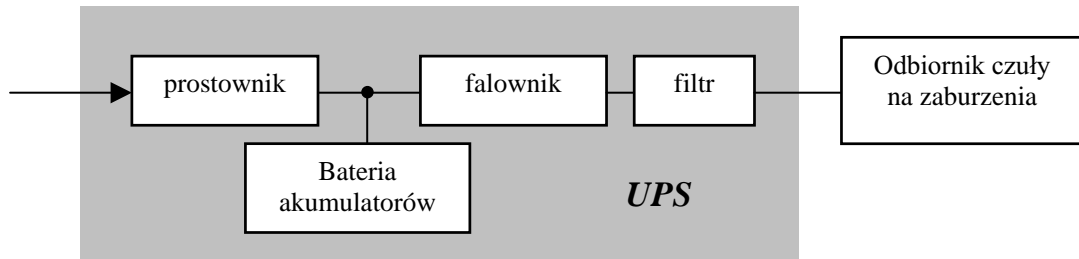 prostownik
falownik
filtr
Odbiornik czuły
na zaburzenia
Bateria
akumulatorów
UPS